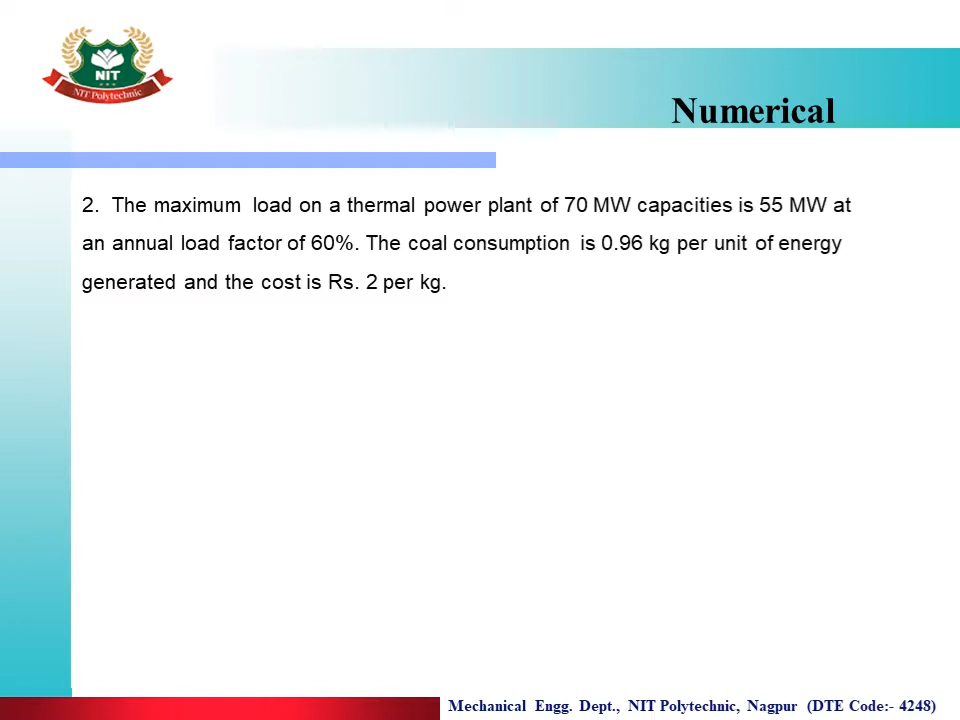 NIT
NIT Polytechnic
Numerical
2. The maximum load on a thermal power plant of 70 MW capacities is 55 MW at
an annual load factor of 60%. The coal consumption is 0.96 kg per unit of energy
generated and the cost is Rs. 2 per kg.
Mechanical Engg. Dept., NIT Polytechnic, Nagpur (DTE Code:- 4248)